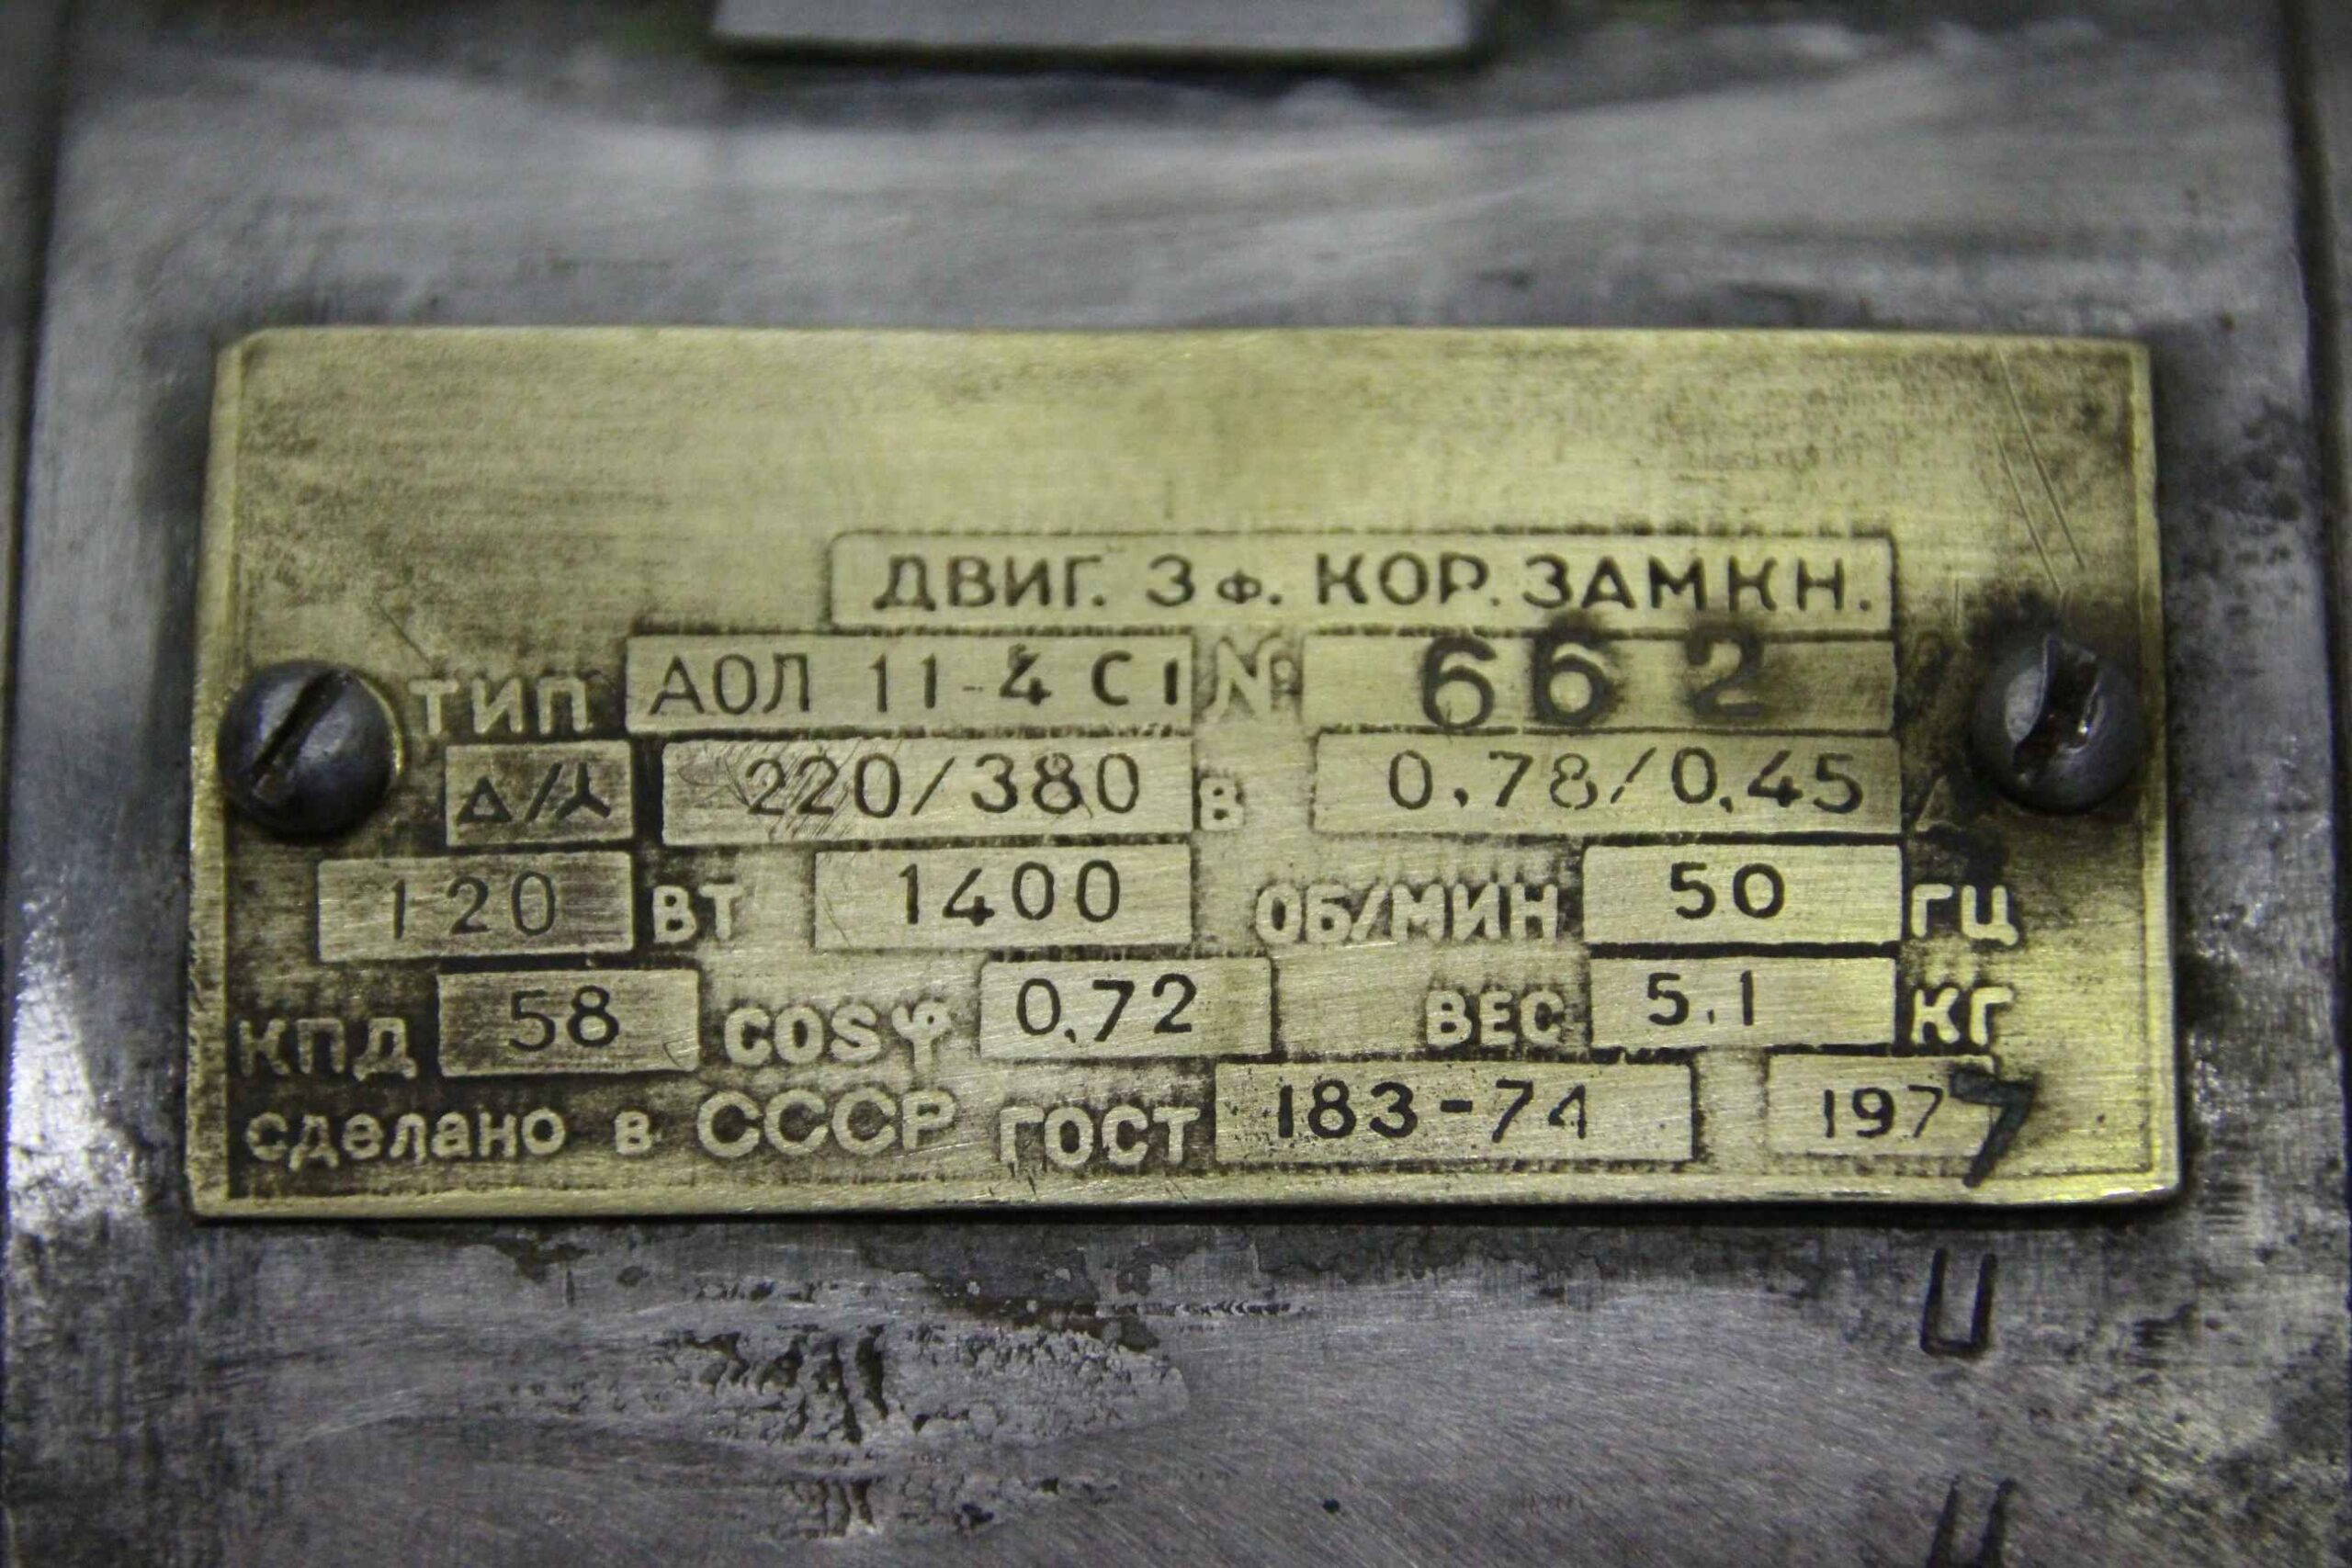 ДВИГ. 3 ф. КОР. ЗАМКН.
ТИП АОЛ 11-4 С1 № 662
Δ/⅄ 220/380 В 0,78/0,45 А
120 ВТ 1400 ОБ/МИН 50 ГЦ
КПД 58 COSφ 0,72 ВЕС 5,1 КГ
сделано в СССР ГОСТ 183-74 1977